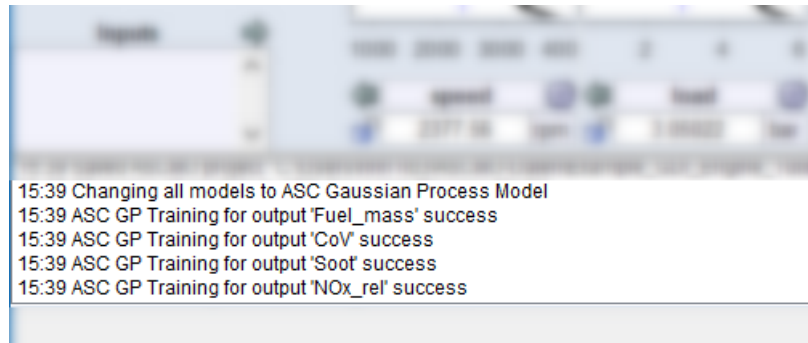 Inputs
1000 2000 3000 400
2 4 6
speed load
2377.56 rpm
bar
15:39 Changing all models to ASC Gaussian Process Model
15:39 ASC GP Training for output 'Fuel_mass' success
15:39 ASC GP Training for output 'CoV' success
15:39 ASC GP Training for output 'Soot' success
15:39 ASC GP Training for output 'NOx_rel' success